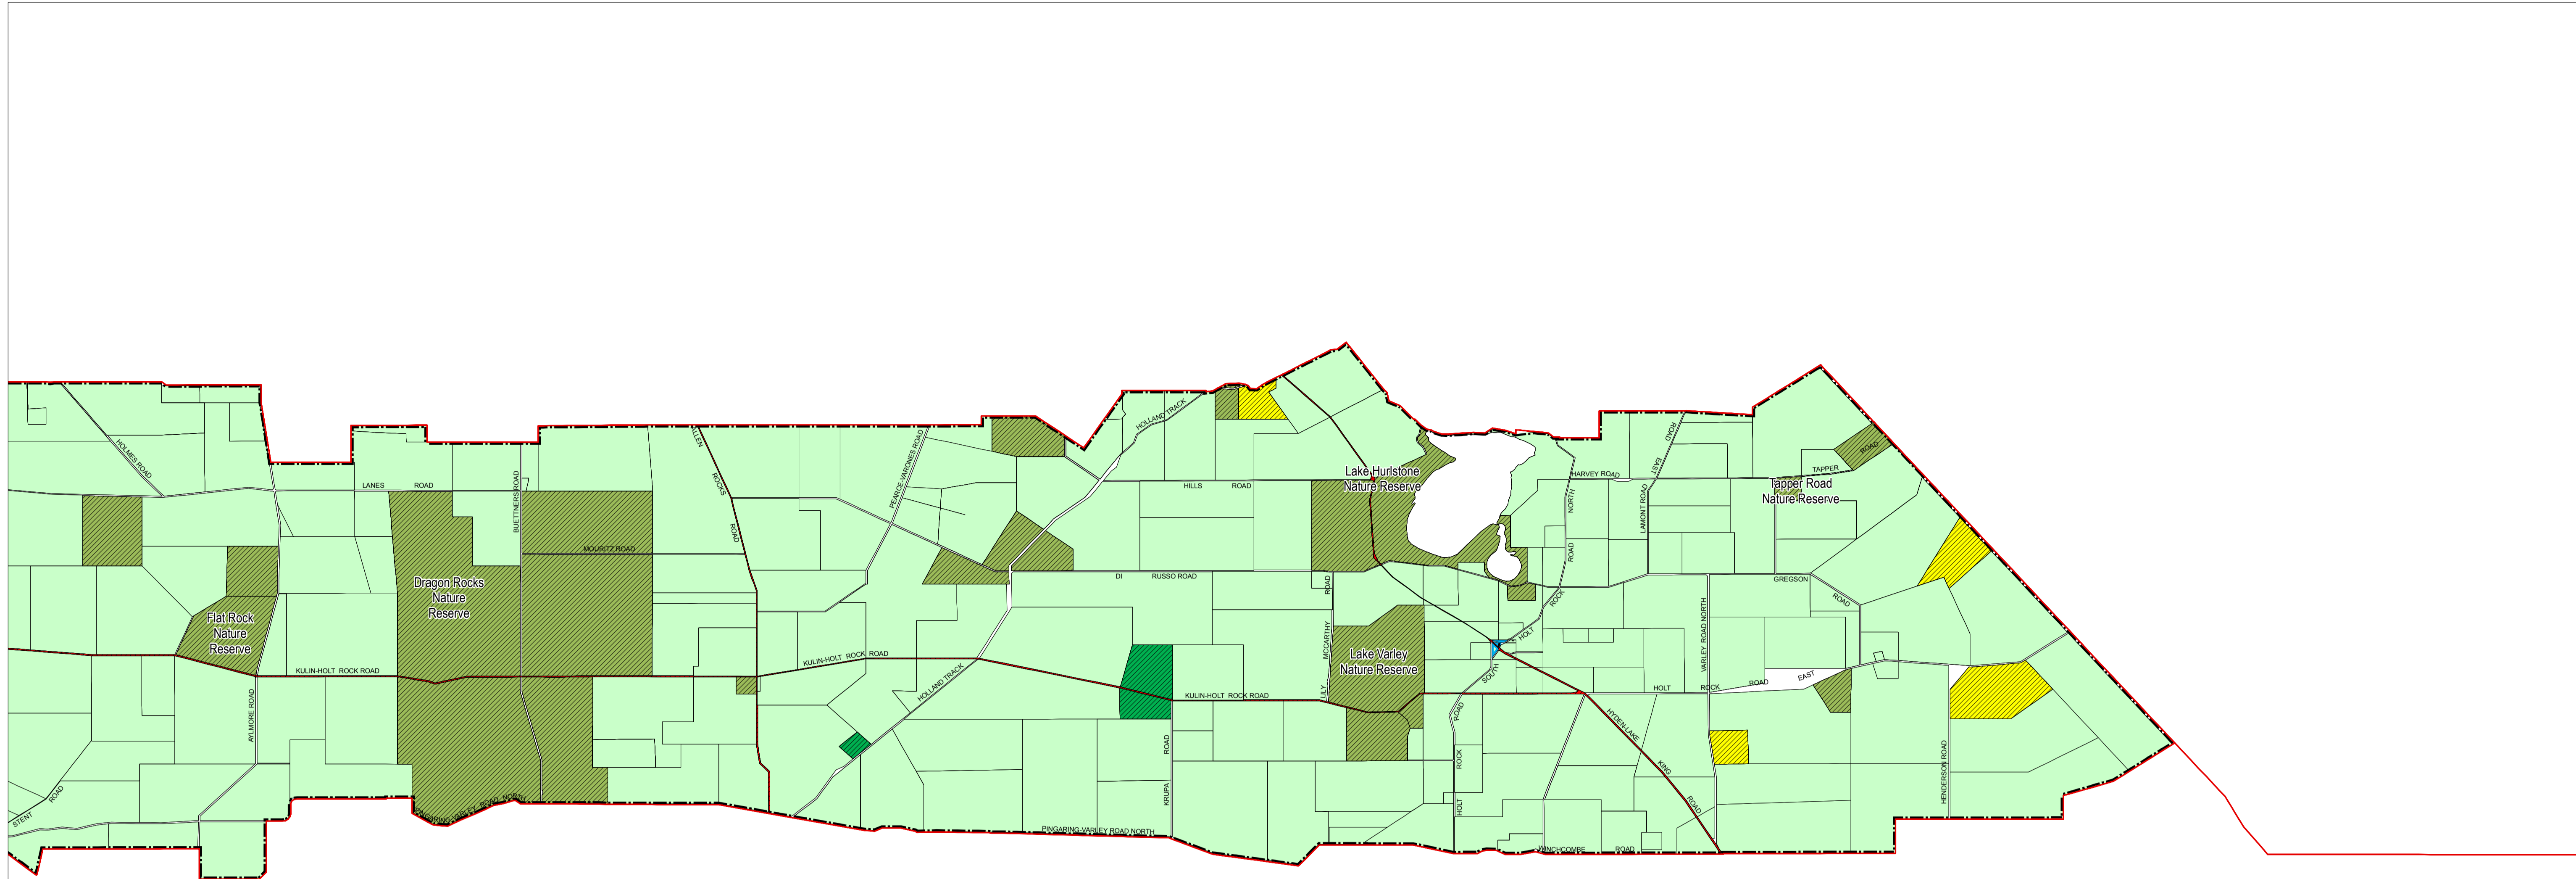 HOLMES ROAD
LANES ROAD
BUETTNERS ROAD
MOURITZ ROAD
ALLEN ROCKS ROAD
PEARCE-VARONES ROAD
HOLLAND TRACK
HILLS ROAD
DI RUSSO ROAD
Lake Hurlstone
Nature Reserve
HARVEY ROAD
LAMONT ROAD
EAST ROAD
TAPPER ROAD
Tapper Road
Nature Reserve
GREGSON ROAD
HOLT ROCK NORTH ROAD
VARLEY ROAD NORTH
Dragon Rocks
Nature
Reserve
Flat Rock
Nature
Reserve
KULIN-HOLT ROCK ROAD
KULIN-HOLT ROCK ROAD
KULIN-HOLT ROCK ROAD
HOLLAND TRACK
LILY MCCARTHY ROAD
Lake Varley
Nature Reserve
HOLT ROCK SOUTH ROAD
HOLT ROCK ROAD EAST
HYDEN-LAKE KING ROAD
HENDERSON ROAD
AYLMORE ROAD
STENT ROAD
PINGARING-VARLEY ROAD NORTH
KRUPA ROAD
PINGARING-VARLEY ROAD NORTH
WINCHCOMBE ROAD